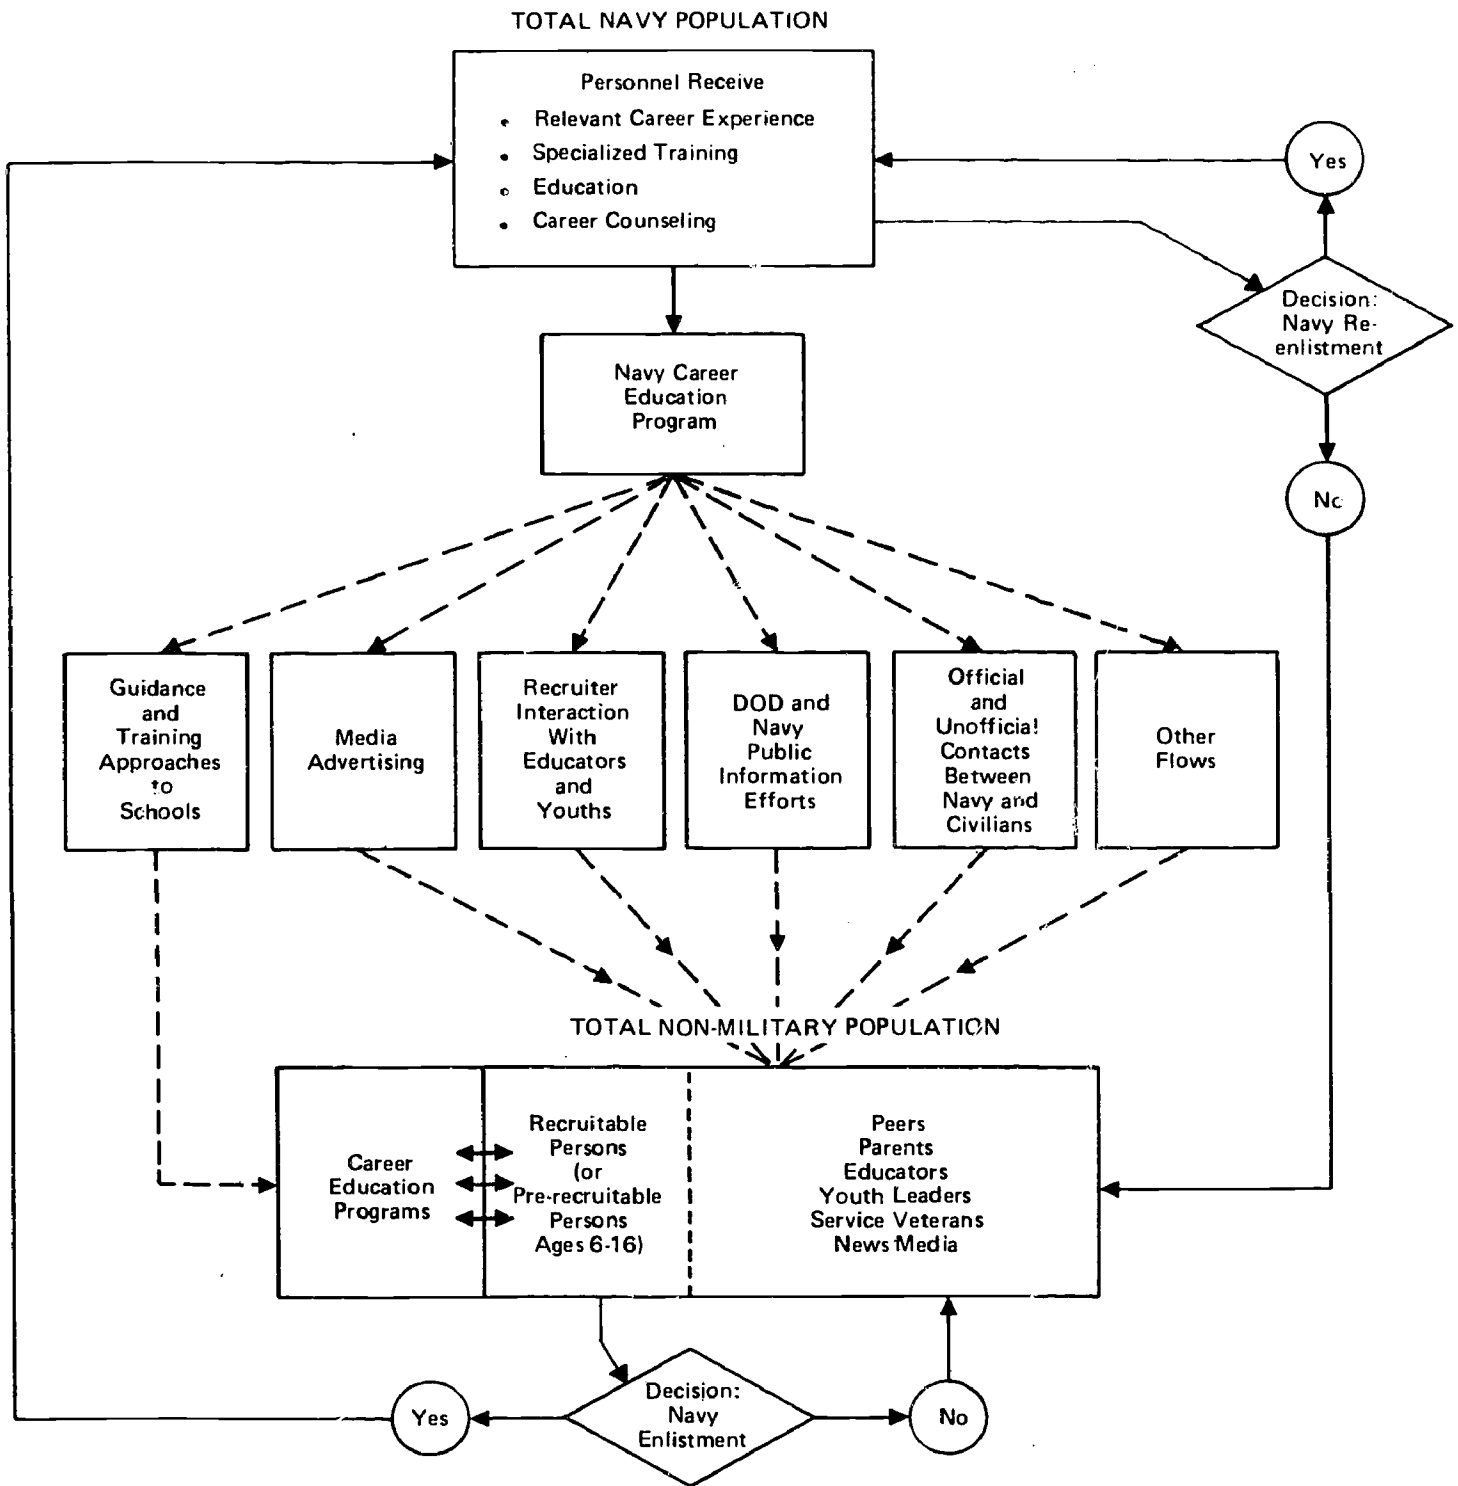 TOTAL NAVY POPULATION
Personnel Receive
• Relevant Career Experience
• Specialized Training
• Education
• Career Counseling
Yes
Decision:
Navy Re-
enlistment
No
Navy Career
Education
Program
Guidance
and
Training
Approaches
to
Schools
Media
Advertising
Recruiter
Interaction
With
Educators
and
Youths
DOD and
Navy
Public
Information
Efforts
Official
and
Unofficial
Contacts
Between
Navy and
Civilians
Other
Flows
TOTAL NON-MILITARY POPULATION
Career
Education
Programs
Recruitable
Persons
(or
Pre-recruitable
Persons
Ages 6-16)
Peers
Parents
Educators
Youth Leaders
Service Veterans
News Media
Yes
Decision:
Navy
Enlistment
No